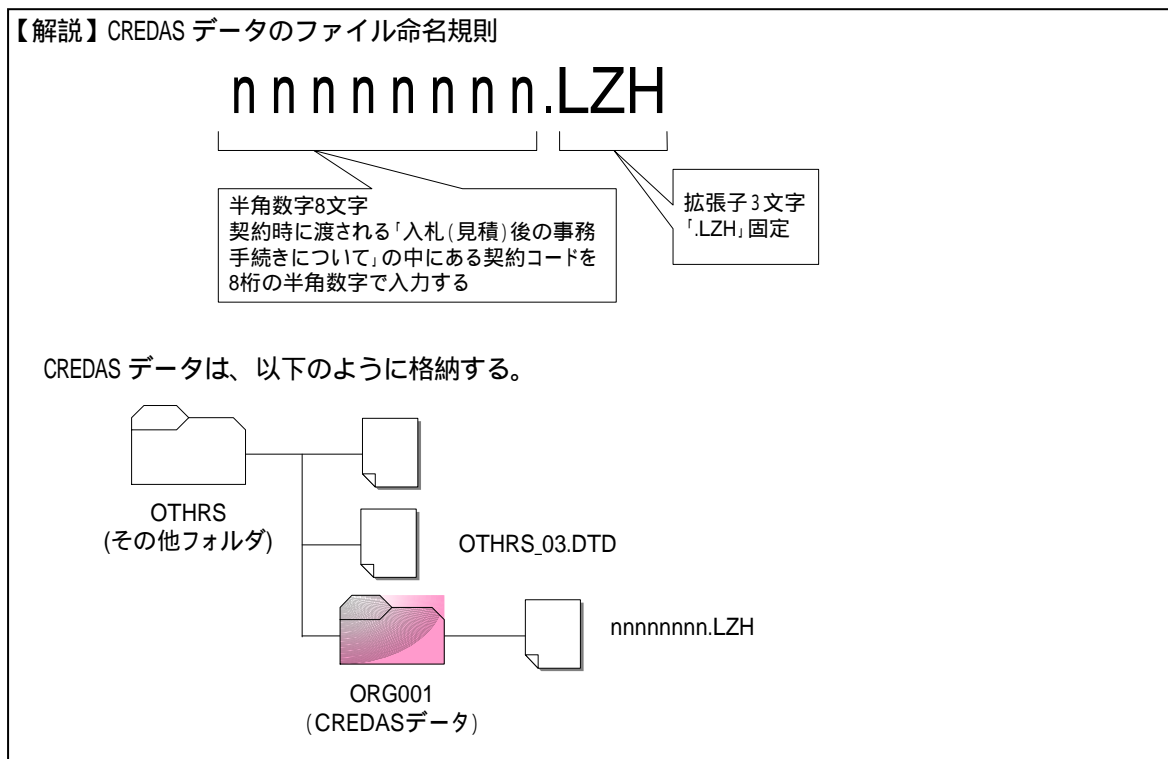 【解説】CREDAS データのファイル命名規則
nnnnnnnn.LZH
半角数字8文字
契約時に渡される「入札(見積)後の事務
手続きについて」の中にある契約コードを
8桁の半角数字で入力する
拡張子3文字
「.LZH」固定
CREDAS データは、以下のように格納する。
OTHRS
(その他フォルダ)
OTHRS_03.DTD
nnnnnnnn.LZH
ORG001
(CREDASデータ)